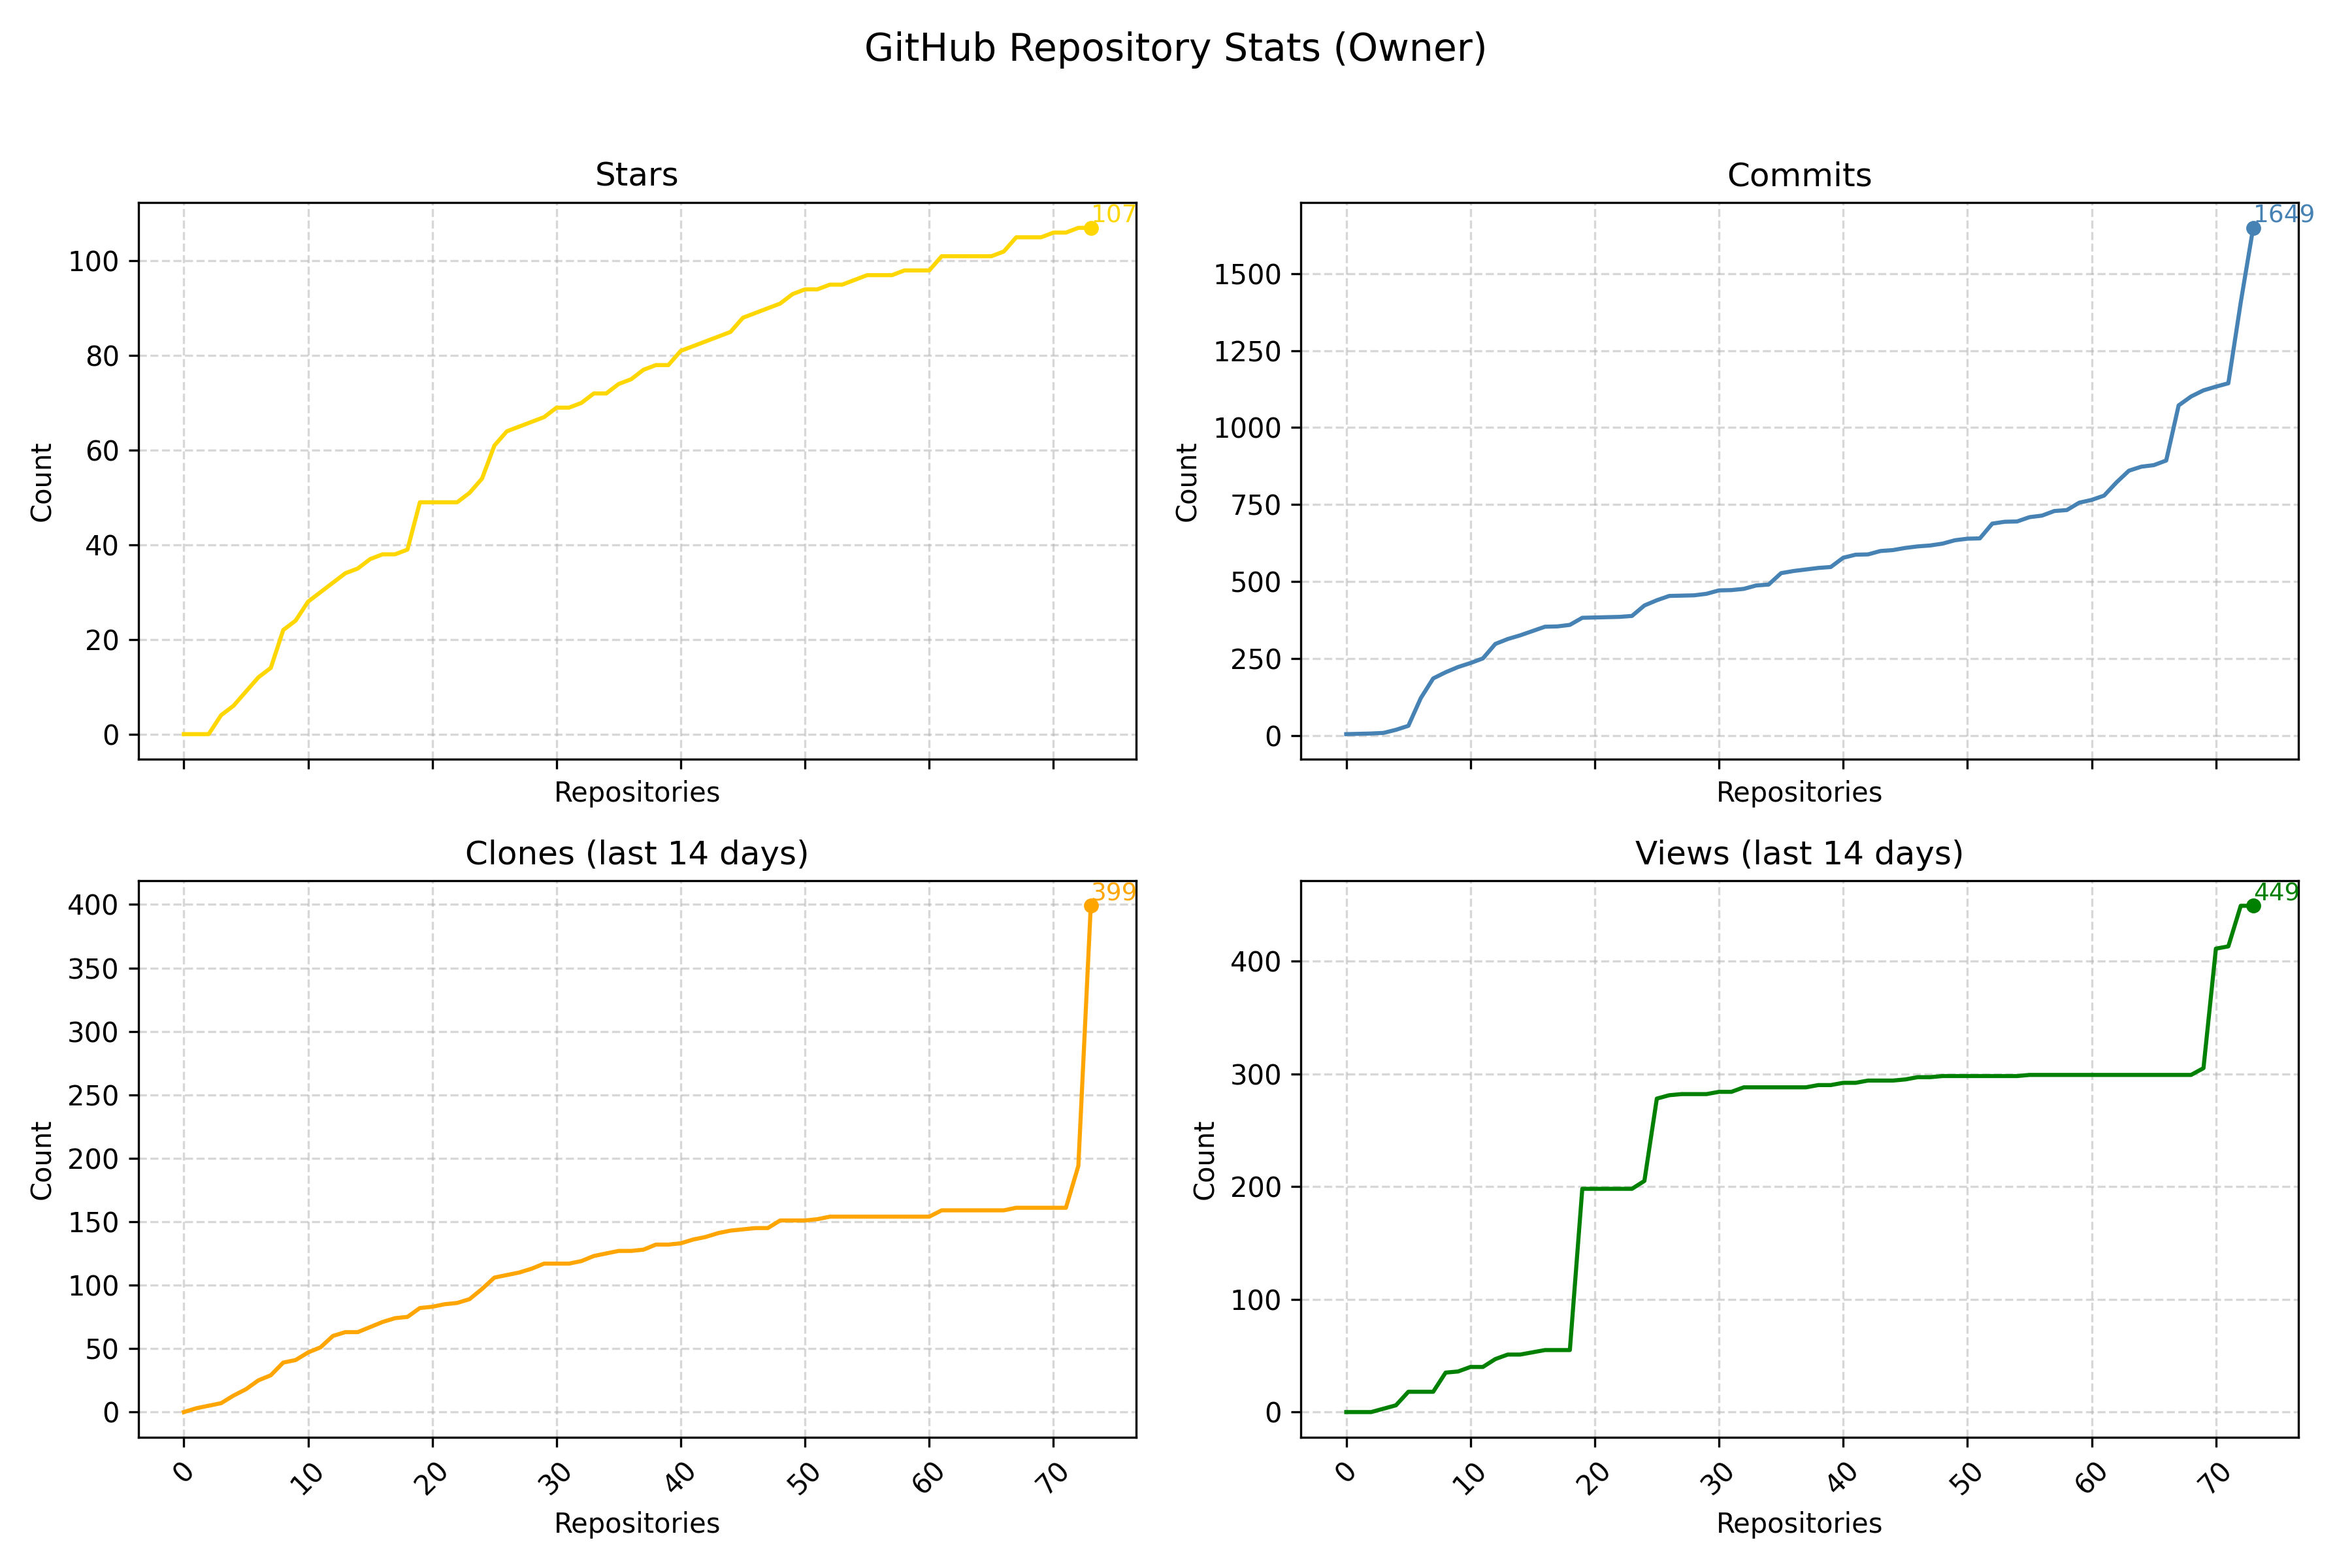 GitHub Repository Stats (Owner)
Stars
107
100
80
60
40
20
0
Count
Repositories
Commits
1649
1500
1250
1000
750
500
250
0
Count
Repositories
Clones (last 14 days)
399
400
350
300
250
200
150
100
50
0
Count
0 10 20 30 40 50 60 70
Repositories
Views (last 14 days)
449
400
300
200
100
0
Count
0 10 20 30 40 50 60 70
Repositories